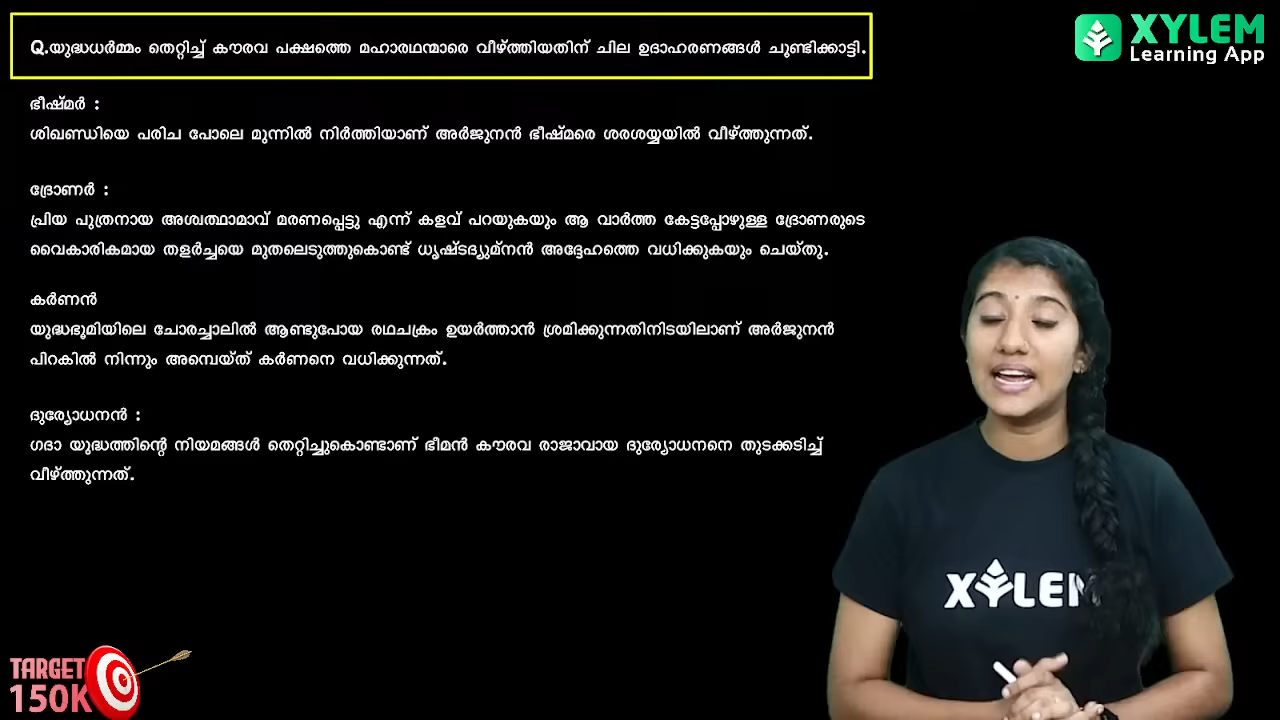 Q.യുദ്ധധർമ്മം തെറ്റിച്ച് കൗരവ പക്ഷത്തെ മഹാരഥന്മാരെ വീഴ്ത്തിയതിന് ചില ഉദാഹരണങ്ങൾ ചൂണ്ടിക്കാട്ടി.
XYLEM
Learning App
ഭീഷ്മർ :
ശിഖണ്ഡിയെ പരിച പോലെ മുന്നിൽ നിർത്തിയാണ് അർജുനൻ ഭീഷ്മരെ ശരശയ്യയിൽ വീഴ്ത്തുന്നത്.
ദ്രോണർ :
പ്രിയ പുത്രനായ അശ്വത്ഥാമാവ് മരണപ്പെട്ടു എന്ന് കളവ് പറയുകയും ആ വാർത്ത കേട്ടപ്പോഴുള്ള ദ്രോണരുടെ
വൈകാരികമായ തളർച്ചയെ മുതലെടുത്തുകൊണ്ട് ധൃഷ്ടദ്യുമ്നൻ അദ്ദേഹത്തെ വധിക്കുകയും ചെയ്തു.
കർണൻ
യുദ്ധഭൂമിയിലെ ചോരച്ചാലിൽ ആണ്ടുപോയ രഥചക്രം ഉയർത്താൻ ശ്രമിക്കുന്നതിനിടയിലാണ് അർജുനൻ
പിറകിൽ നിന്നും അമ്പെയ്ത് കർണനെ വധിക്കുന്നത്.
ദുര്യോധനൻ :
ഗദാ യുദ്ധത്തിന്റെ നിയമങ്ങൾ തെറ്റിച്ചുകൊണ്ടാണ് ഭീമൻ കൗരവ രാജാവായ ദുര്യോധനനെ തുടക്കടിച്ച്
വീഴ്ത്തുന്നത്.
XYLEM
TARGET
150K